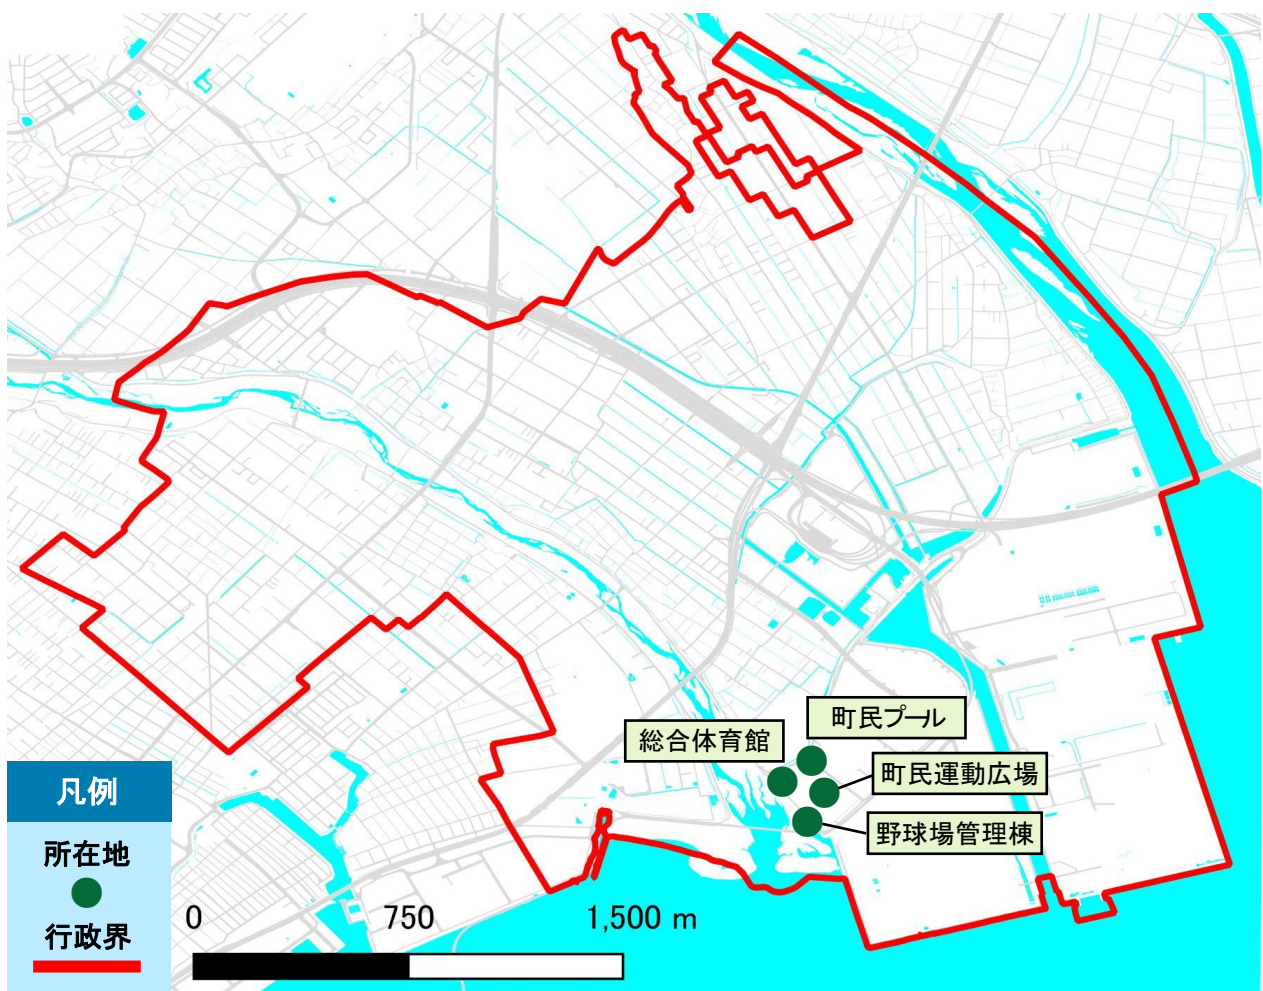 町民プール
総合体育館
町民運動広場
野球場管理棟
凡例
所在地
行政界
0 750 1,500 m